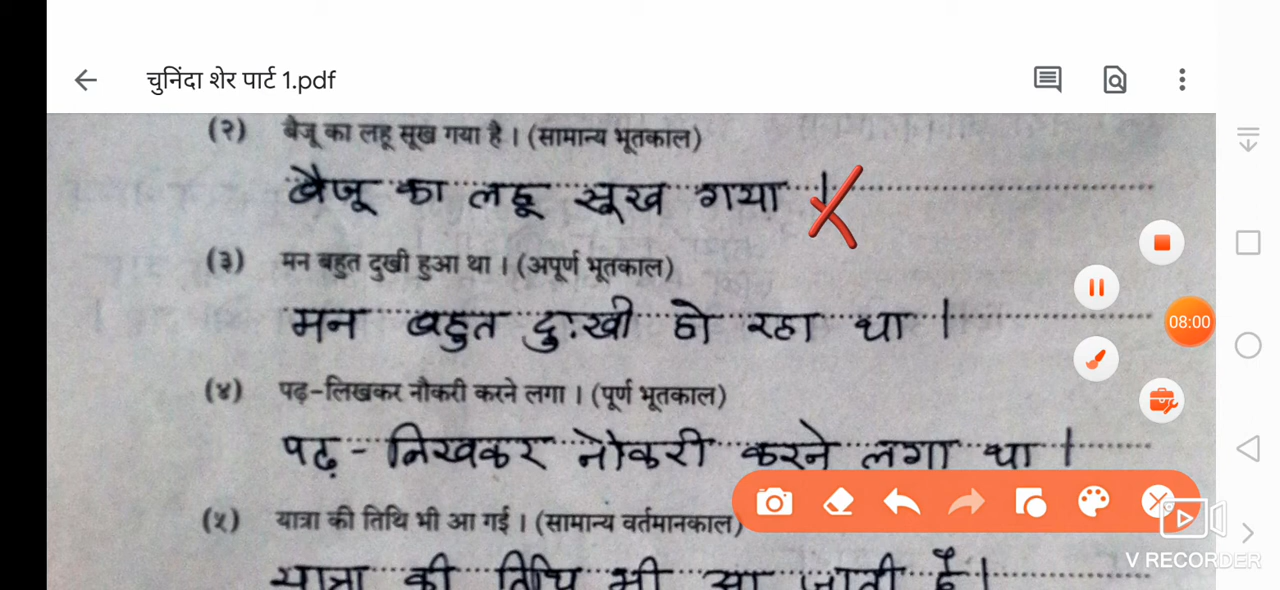 चुनिंदा शेर पार्ट 1.pdf
(२) बैजू का लहू सूख गया है । (सामान्य भूतकाल)
बैजू का लहू सूख गया ।
(३) मन बहुत दुखी हुआ था । (अपूर्ण भूतकाल)
मन बहुत दुःखी हो रहा था ।
08:00
(४) पढ़-लिखकर नौकरी करने लगा । (पूर्ण भूतकाल)
पढ़-लिखकर नोकरी करने लगा था ।
(५) यात्रा की तिथि भी आ गई । (सामान्य वर्तमानकाल)
यात्रा की तिथि भी आ जाती है।
V RECORDER